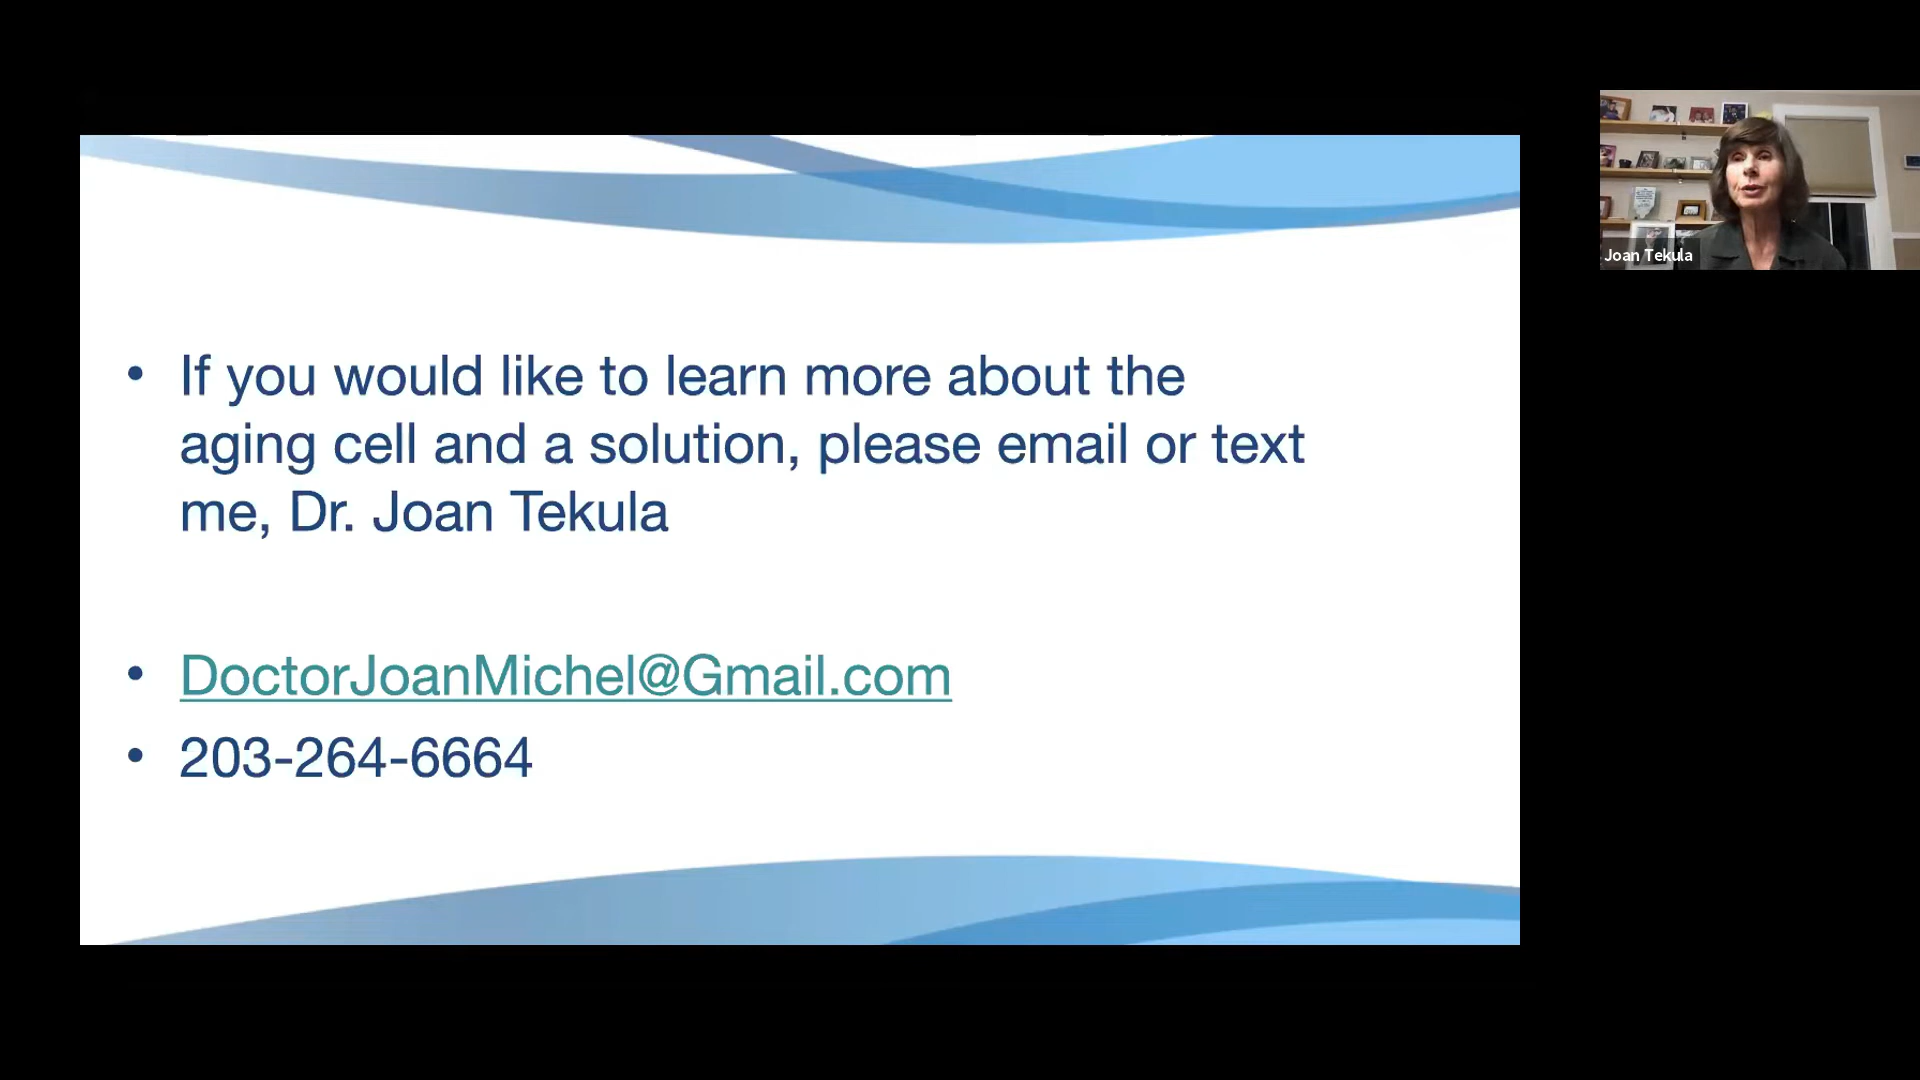 • If you would like to learn more about the
aging cell and a solution, please email or text
me, Dr. Joan Tekula
• DoctorJoanMichel@Gmail.com
• 203-264-6664
Joan Tekula